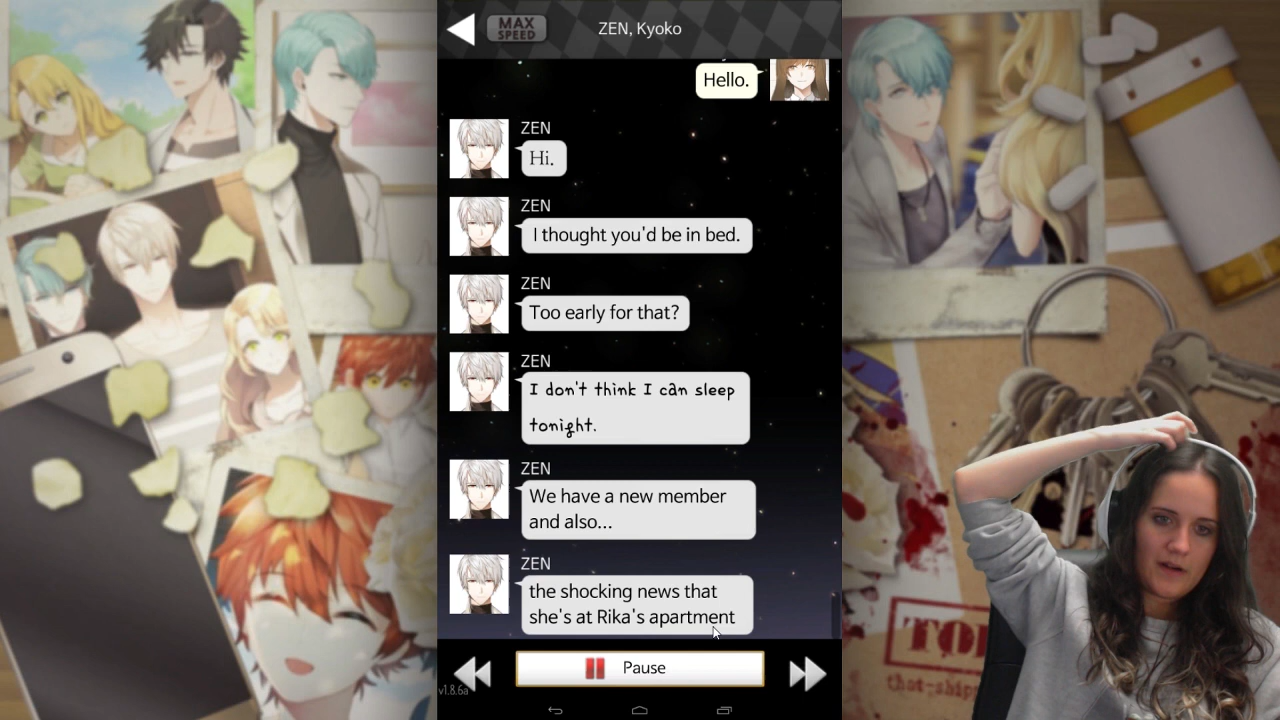 MAX
SPEED
ZEN, Kyoko
Hello.
ZEN
Hi.
ZEN
I thought you'd be in bed.
ZEN
Too early for that?
ZEN
I don't think I can sleep
tonight.
ZEN
We have a new member
and also...
ZEN
the shocking news that
she's at Rika's apartment
Pause
v1.8.6a